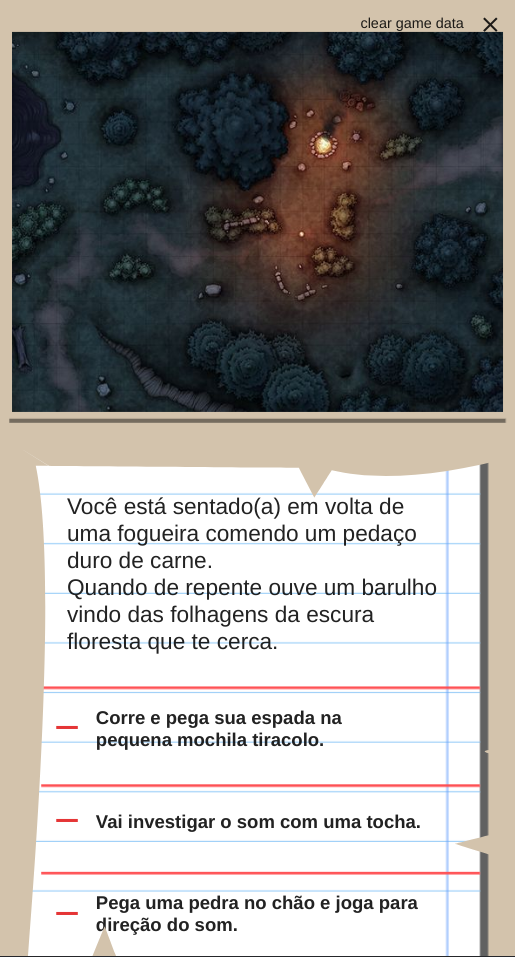 clear game data
Você está sentado(a) em volta de
uma fogueira comendo um pedaço
duro de carne.
Quando de repente ouve um barulho
vindo das folhagens da escura
floresta que te cerca.
Corre e pega sua espada na
pequena mochila tiracolo.
Vai investigar o som com uma tocha.
Pega uma pedra no chão e joga para
direção do som.